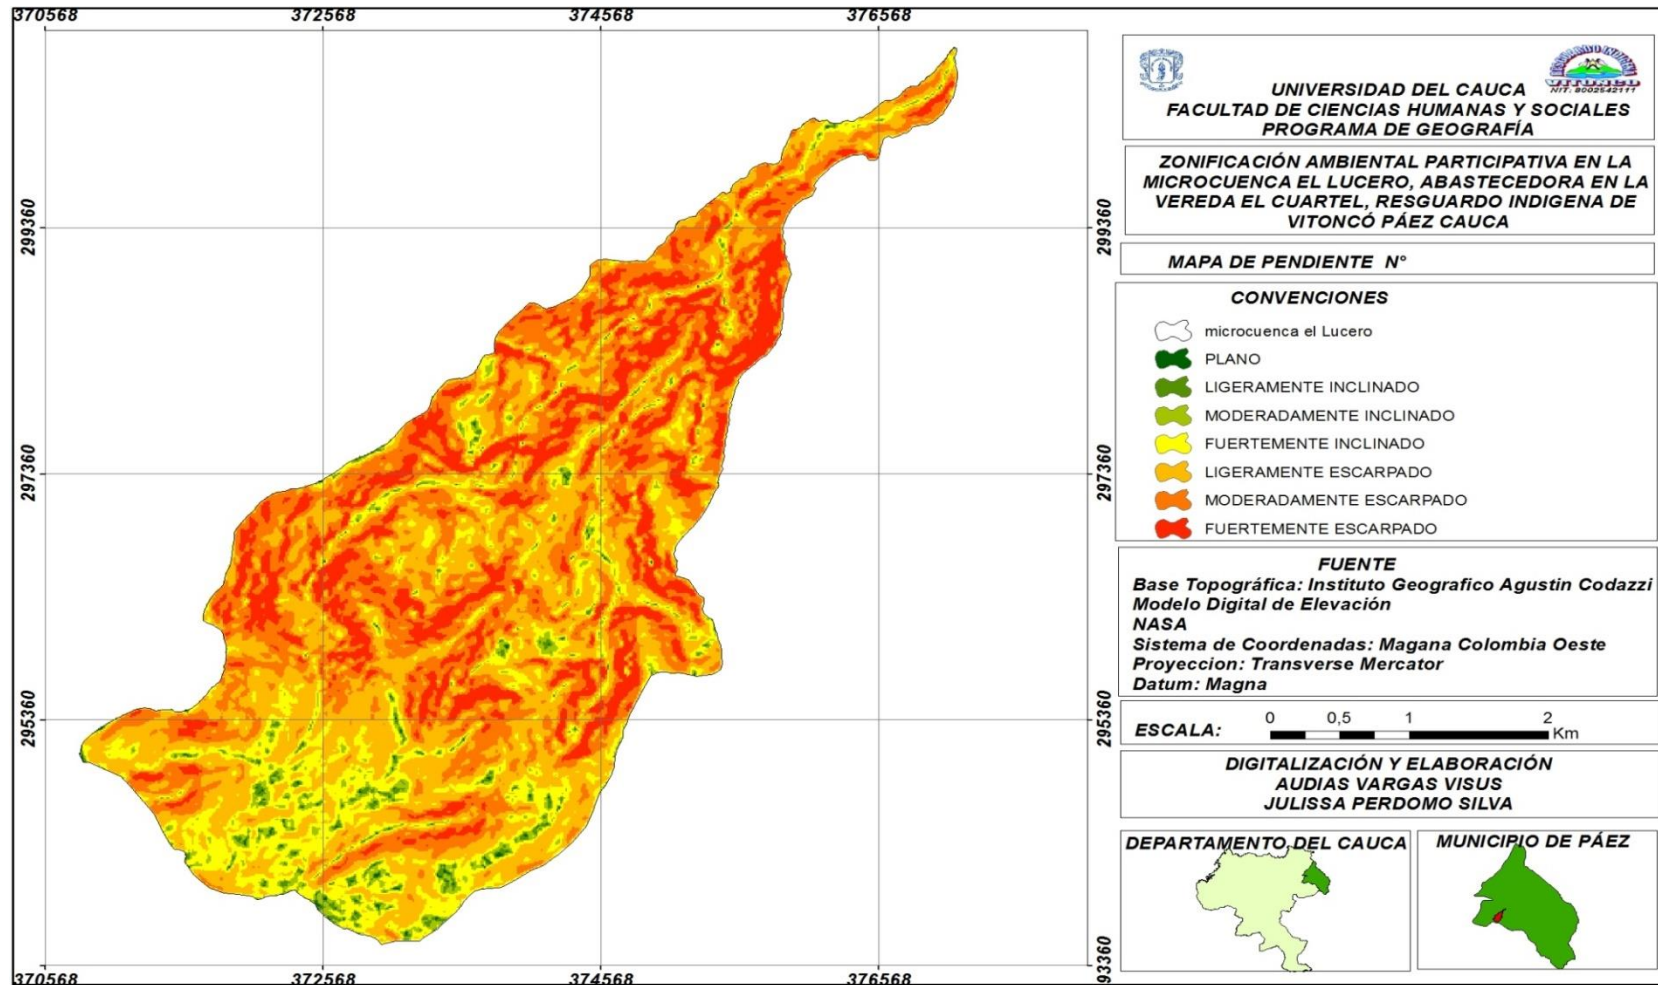 370568
372568
374568
376568
299360
297360
295360
299360
297360
295360
93360
370568
372568
374568
376568
VITONCO
NIT: 8002542111
UNIVERSIDAD DEL CAUCA
FACULTAD DE CIENCIAS HUMANAS Y SOCIALES
PROGRAMA DE GEOGRAFÍA
ZONIFICACIÓN AMBIENTAL PARTICIPATIVA EN LA
MICROCUENCA EL LUCERO, ABASTECEDORA EN LA
VEREDA EL CUARTEL, RESGUARDO INDIGENA DE
VITONCÓ PÁEZ CAUCA
MAPA DE PENDIENTE N°
CONVENCIONES
microcuenca el Lucero
PLANO
LIGERAMENTE INCLINADO
MODERADAMENTE INCLINADO
FUERTEMENTE INCLINADO
LIGERAMENTE ESCARPADO
MODERADAMENTE ESCARPADO
FUERTEMENTE ESCARPADO
FUENTE
Base Topográfica: Instituto Geografico Agustin Codazzi
Modelo Digital de Elevación
NASA
Sistema de Coordenadas: Magana Colombia Oeste
Proyeccion: Transverse Mercator
Datum: Magna
ESCALA:
0 0,5 1 2
Km
DIGITALIZACIÓN Y ELABORACIÓN
AUDIAS VARGAS VISUS
JULISSA PERDOMO SILVA
DEPARTAMENTO DEL CAUCA
MUNICIPIO DE PÁEZ